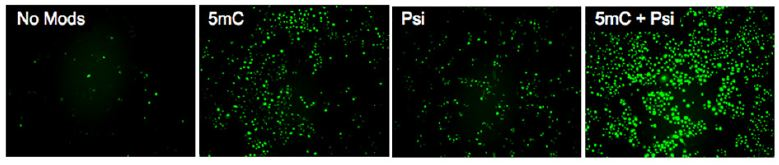 No Mods
5mC
Psi
5mC + Psi